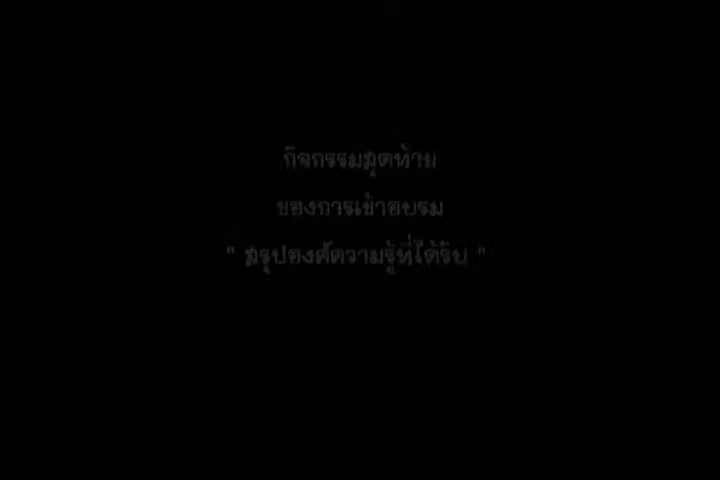 กิจกรรมสุดท้าย
ของการเข้าอบรม
" สรุปองค์ความรู้ที่ได้รับ "